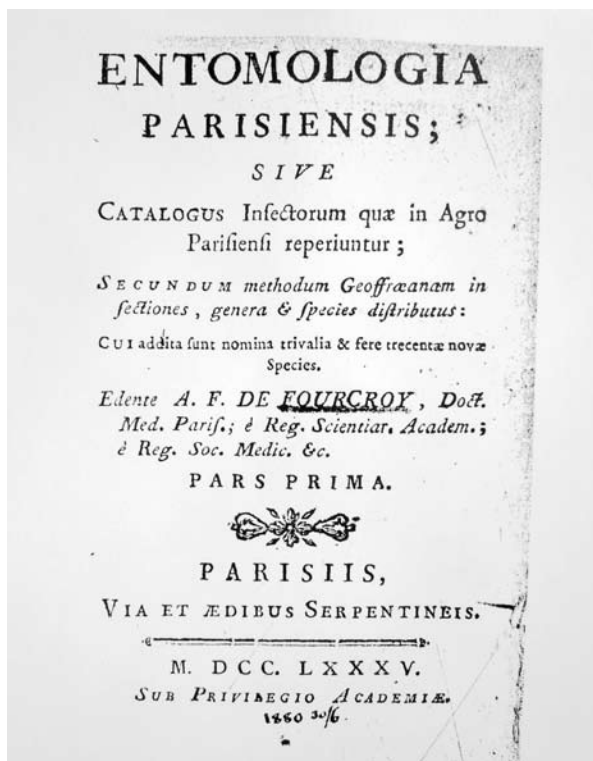 ENTOMOLOGIA
PARISIENSIS;
SIVE
CATALOGUS Insectorum quæ in Agro
Parisiensi reperiuntur;
SECUNDUM methodum Geoffræanam in
sectiones, genera & species distributus:
CUI addita sunt nomina trivalia & fere trecentæ novæ
Species.
Edente A. F. DE FOURCROY, Doct.
Med. Paris.; è Reg. Scientiar. Academ.;
è Reg. Soc. Medic. &c.
PARS PRIMA.
PARISIIS,
VIA ET ÆDIBUS SERPENTINEIS.
M. DCC. LXXXV.
SUB PRIVILEGIO ACADEMIÆ.
1880 30/6